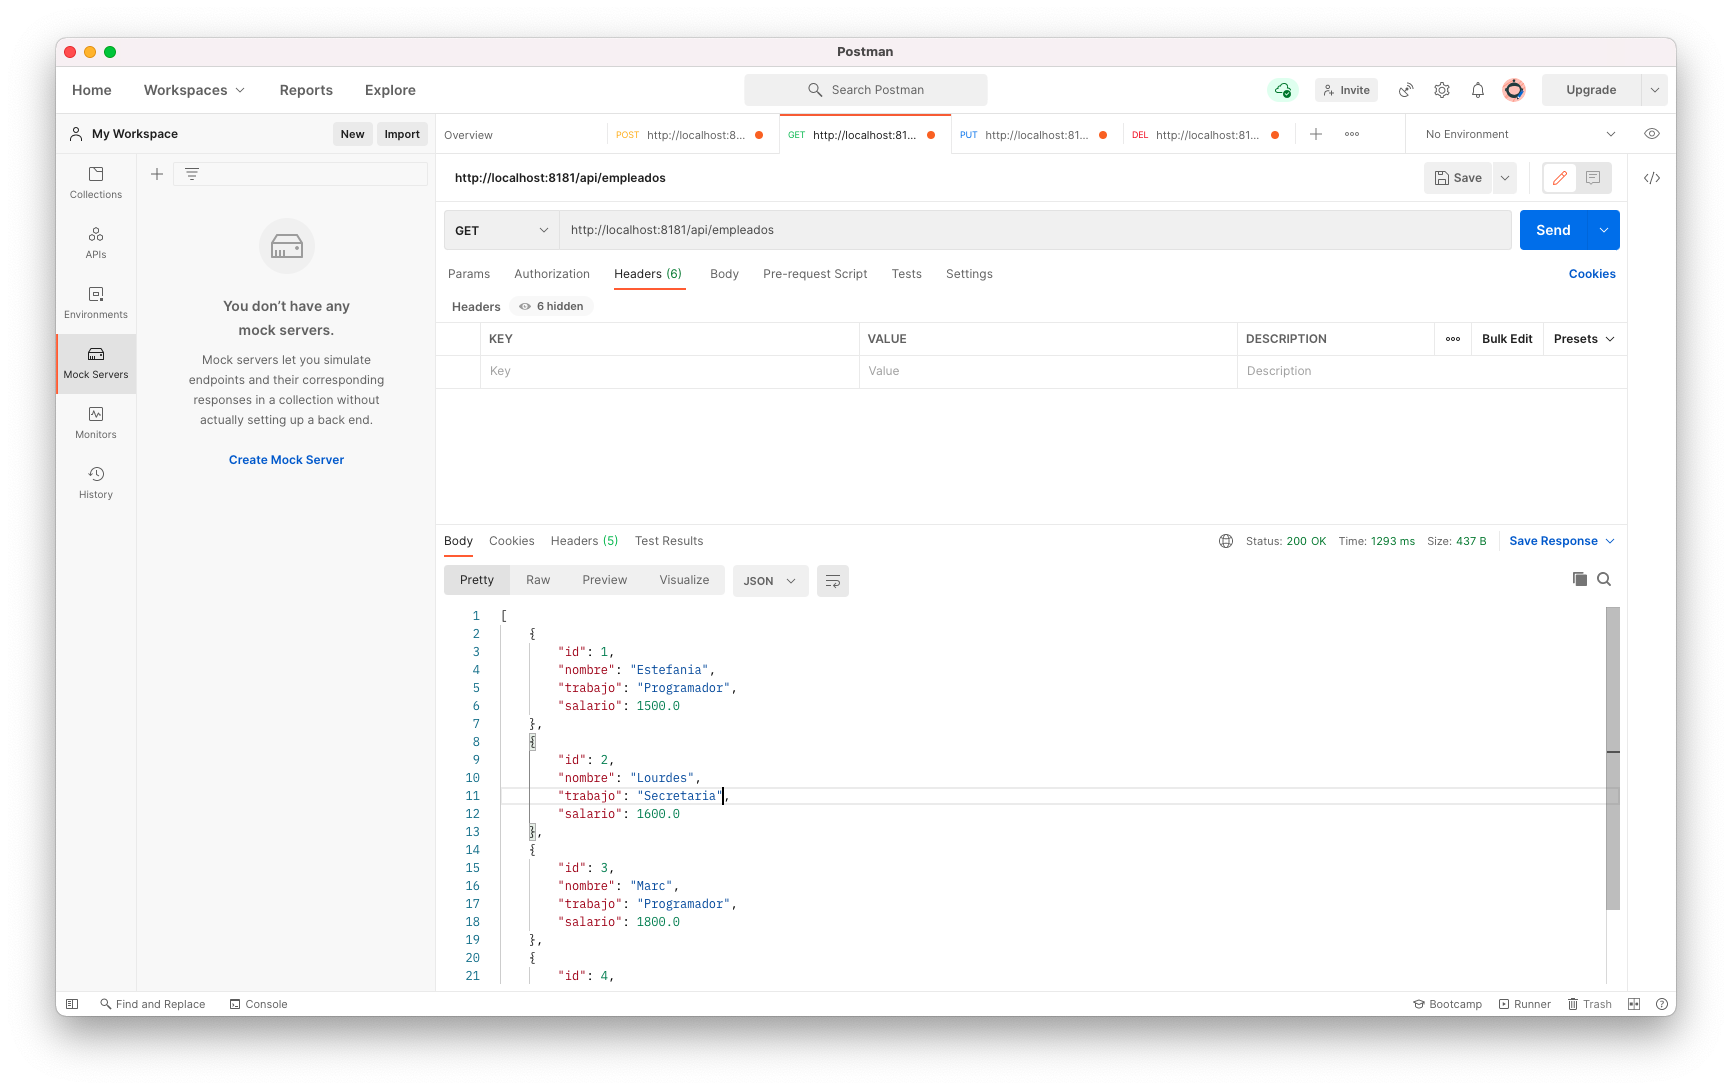 Postman
Home Workspaces Reports Explore Search Postman Invite Upgrade
My Workspace New Import
Overview POST http://localhost:8... GET http://localhost:81... PUT http://localhost:81... DEL http://localhost:81... No Environment
http://localhost:8181/api/empleados Save
GET http://localhost:8181/api/empleados Send
Params Authorization Headers (6) Body Pre-request Script Tests Settings Cookies
Headers 6 hidden
KEY VALUE DESCRIPTION Bulk Edit Presets
Key Value Description
Collections
APIs
Environments
Mock Servers
Monitors
History
You don't have any
mock servers.
Mock servers let you simulate
endpoints and their corresponding
responses in a collection without
actually setting up a back end.
Create Mock Server
Body Cookies Headers (5) Test Results Status: 200 OK Time: 1293 ms Size: 437 B Save Response
Pretty Raw Preview Visualize JSON
1 [
2 {
3 "id": 1,
4 "nombre": "Estefania",
5 "trabajo": "Programador",
6 "salario": 1500.0
7 },
8 {
9 "id": 2,
10 "nombre": "Lourdes",
11 "trabajo": "Secretaria",
12 "salario": 1600.0
13 },
14 {
15 "id": 3,
16 "nombre": "Marc",
17 "trabajo": "Programador",
18 "salario": 1800.0
19 },
20 {
21 "id": 4,
Find and Replace Console Bootcamp Runner Trash